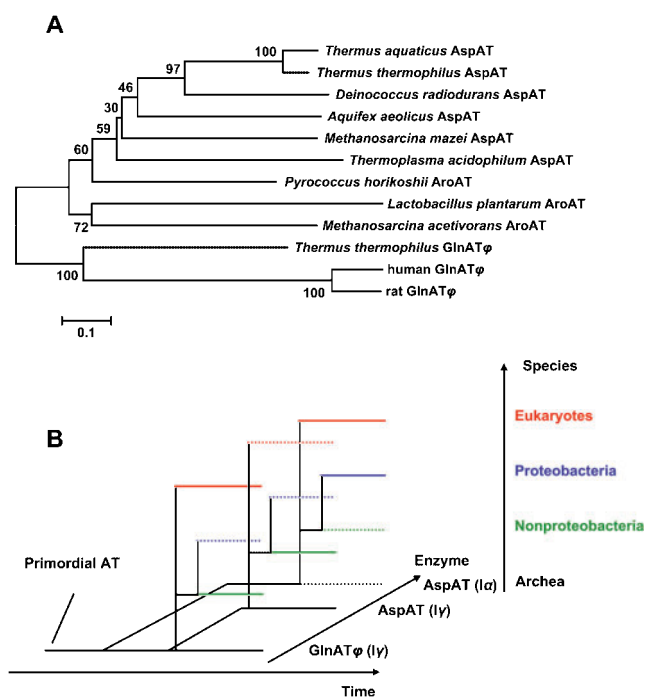 A
100
Thermus aquaticus AspAT
Thermus thermophilus AspAT
97
Deinococcus radiodurans AspAT
46
Aquifex aeolicus AspAT
30
Methanosarcina mazei AspAT
59
Thermoplasma acidophilum AspAT
60
Pyrococcus horikoshii AroAT
Lactobacillus plantarum AroAT
72
Methanosarcina acetivorans AroAT
Thermus thermophilus GlnATφ
100
human GlnATφ
100
rat GlnATφ
0.1
B
Species
Eukaryotes
Proteobacteria
Nonproteobacteria
Archea
Primordial AT
Enzyme
AspAT (Iα)
AspAT (Iγ)
GlnATφ (Iγ)
Time